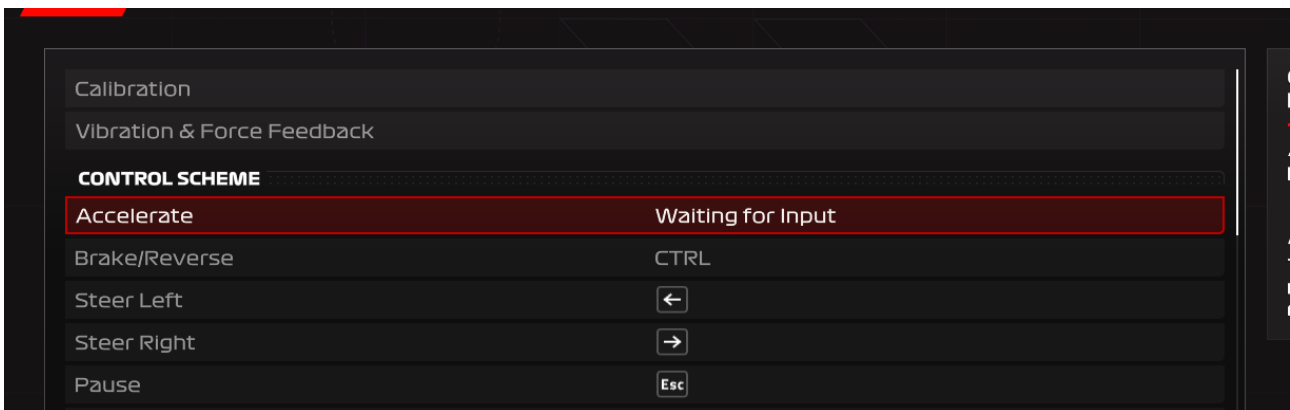 Calibration
Vibration & Force Feedback
CONTROL SCHEME
Accelerate Waiting for Input
Brake/Reverse CTRL
Steer Left ←
Steer Right →
Pause Esc